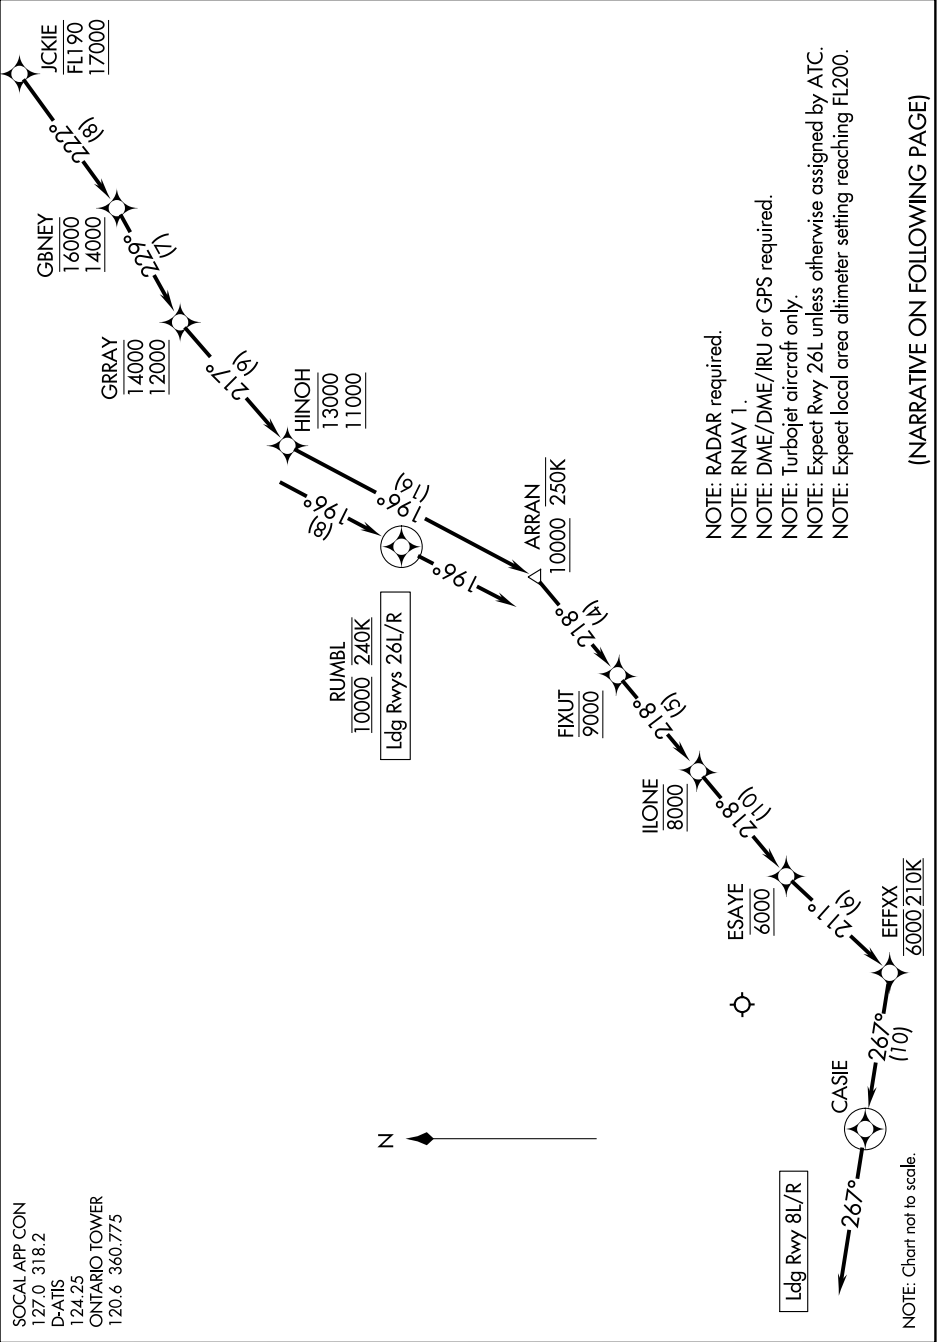 SOCAL APP CON
127.0 318.2
D-ATIS
124.25
ONTARIO TOWER
120.6 360.775
JCKIE
FL190
17000
222°
(8)
GBNEY
16000
14000
229°
(7)
GRRAY
14000
12000
217°
(9)
HINOH
13000
11000
196°
(16)
196°
(8)
RUMBL
10000 240K
Ldg Rwys 26L/R
196°
ARRAN
10000 250K
218°
(4)
FIXUT
9000
218°
(5)
ILONE
8000
218°
(10)
ESAYE
6000
211°
(6)
EFFXX
6000 210K
267°
(10)
CASIE
267°
Ldg Rwy 8L/R
N
NOTE: RADAR required.
NOTE: RNAV 1.
NOTE: DME/DME/IRU or GPS required.
NOTE: Turbojet aircraft only.
NOTE: Expect Rwy 26L unless otherwise assigned by ATC.
NOTE: Expect local area altimeter setting reaching FL200.
NOTE: Chart not to scale.
(NARRATIVE ON FOLLOWING PAGE)